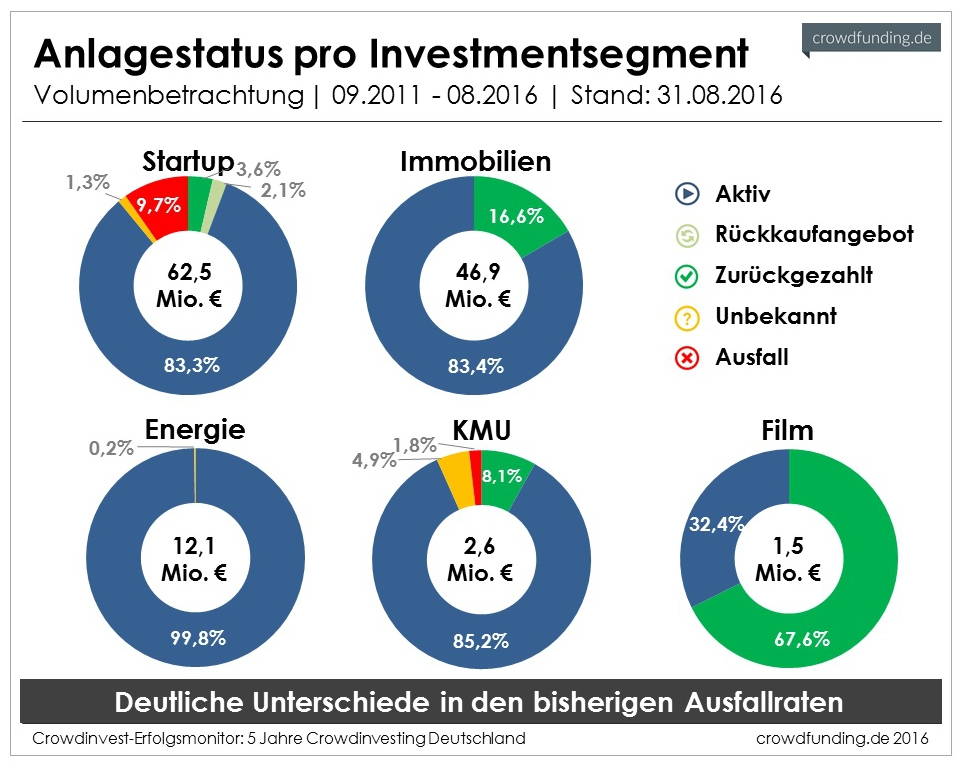 Anlagestatus pro Investmentsegment
crowdfunding.de
Volumenbetrachtung | 09.2011 - 08.2016 | Stand: 31.08.2016
Startup
3,6%
2,1%
1,3%
9,7%
62,5
Mio. €
83,3%
Immobilien
16,6%
46,9
Mio. €
83,4%
Aktiv
Rückkaufangebot
Zurückgezahlt
Unbekannt
Ausfall
Energie
0,2%
12,1
Mio. €
99,8%
KMU
1,8%
4,9%
8,1%
2,6
Mio. €
85,2%
Film
32,4%
1,5
Mio. €
67,6%
Deutliche Unterschiede in den bisherigen Ausfallraten
Crowdinvest-Erfolgsmonitor: 5 Jahre Crowdinvesting Deutschland
crowdfunding.de 2016